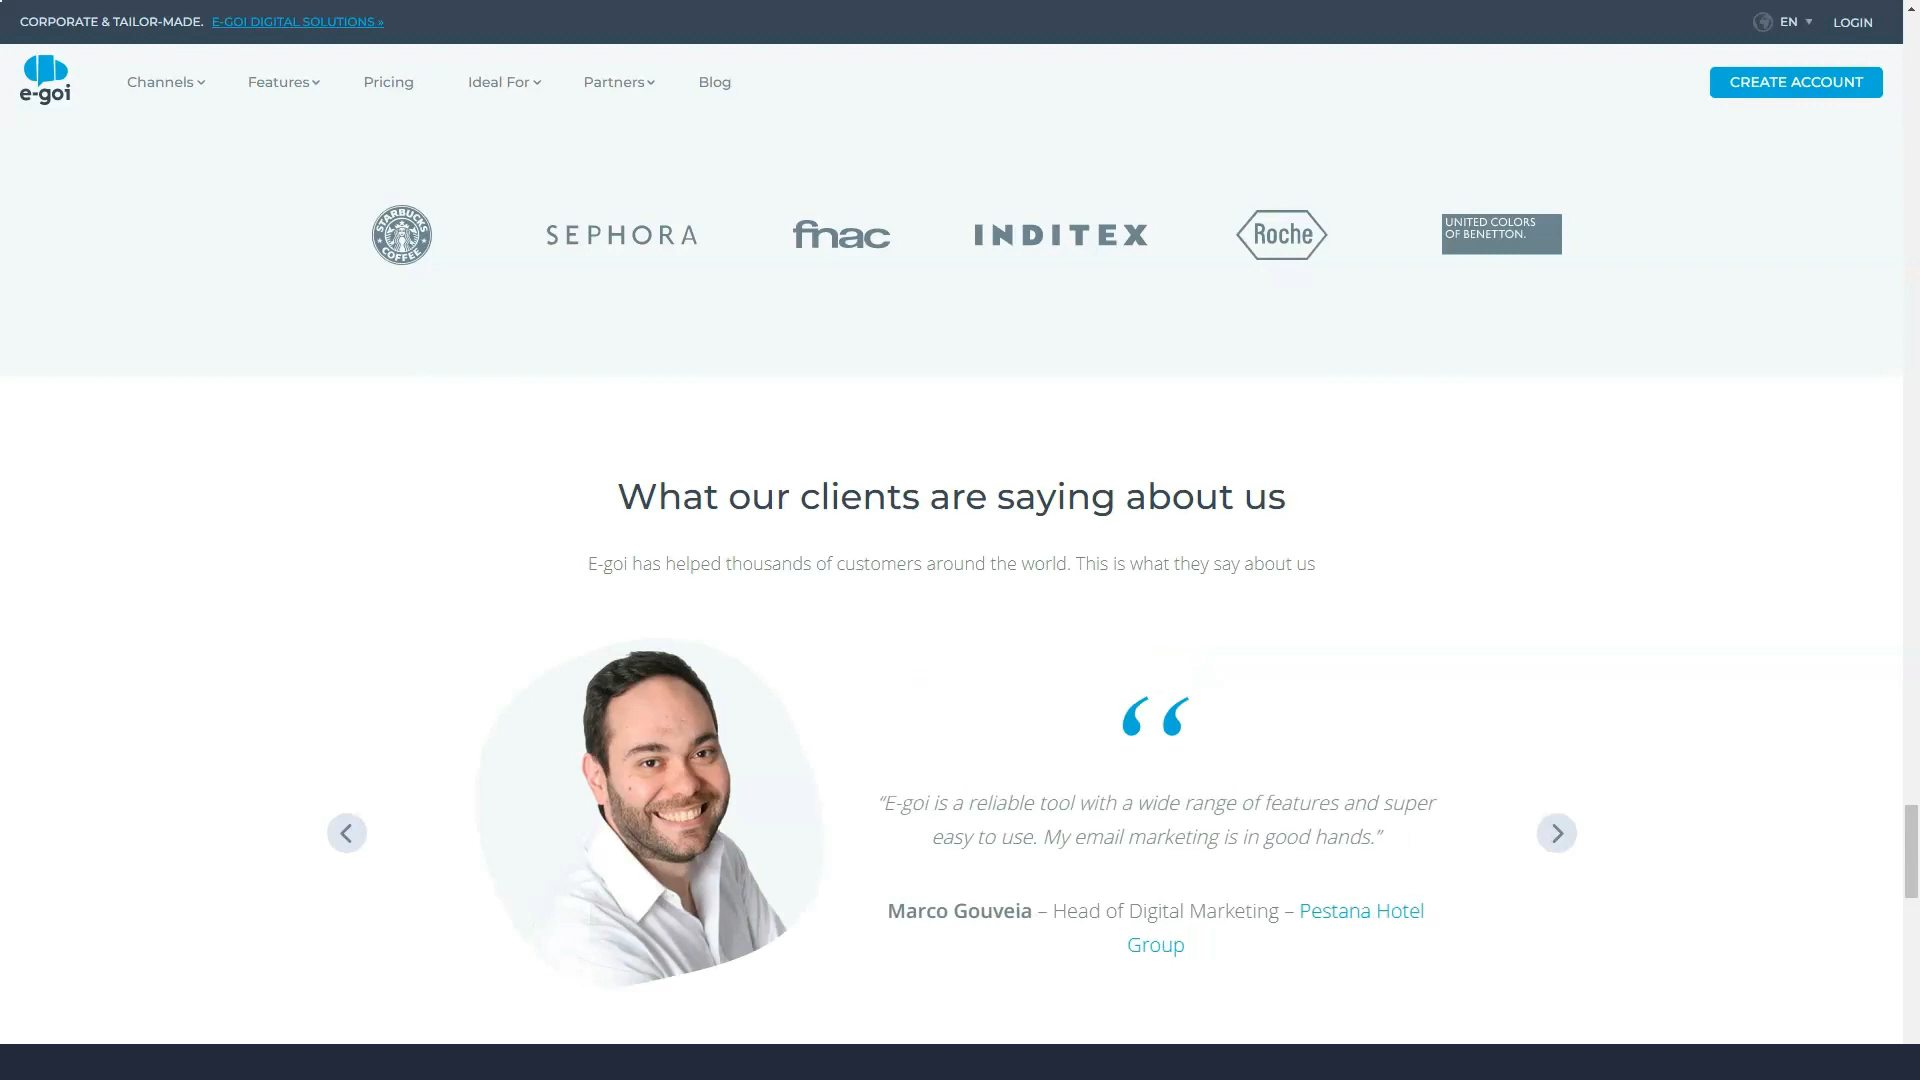 CORPORATE & TAILOR-MADE. E-GOI DIGITAL SOLUTIONS »
EN
LOGIN
e-goi
Channels
Features
Pricing
Ideal For
Partners
Blog
CREATE ACCOUNT
STARBUCKS
COFFEE
SEPHORA
fnac
INDITEX
Roche
UNITED COLORS
OF BENETTON.
What our clients are saying about us
E-goi has helped thousands of customers around the world. This is what they say about us
“
“E-goi is a reliable tool with a wide range of features and super
easy to use. My email marketing is in good hands.”
Marco Gouveia – Head of Digital Marketing – Pestana Hotel
Group